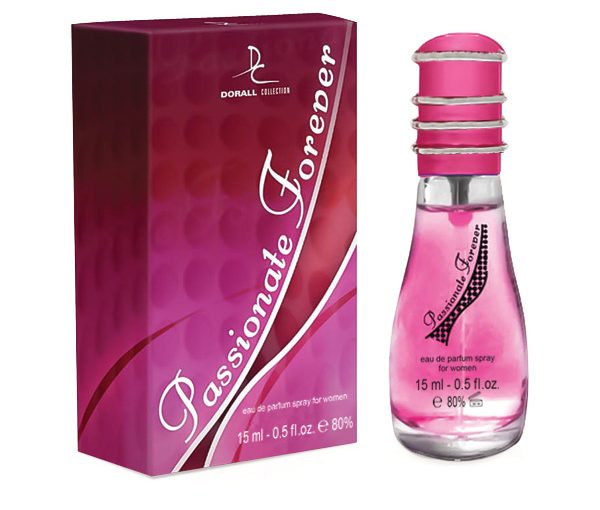 DC
DORALL COLLECTION
Passionate Forever
eau de parfum spray for women
15 ml - 0.5 fl.oz. ℮ 80%
Passionate Forever
eau de parfum spray
for women
15 ml - 0.5 fl.oz.
℮ 80%